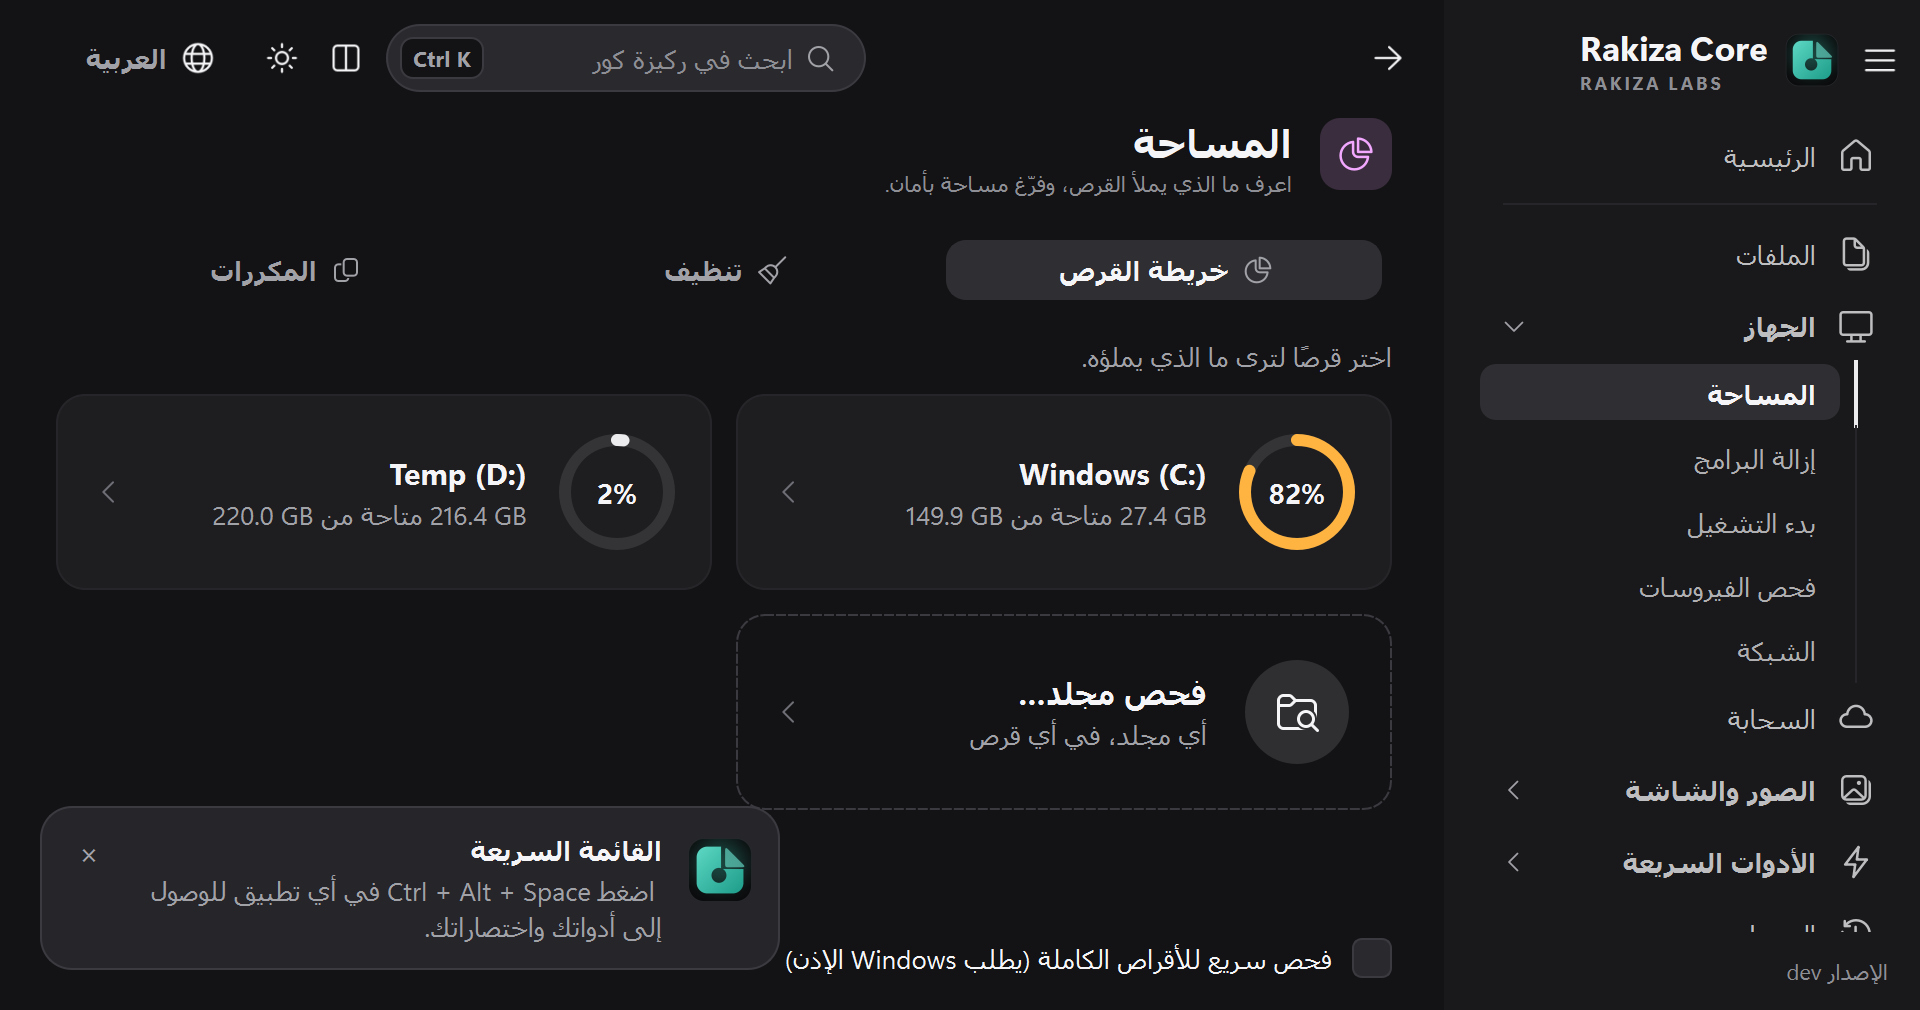 Rakiza Core
RAKIZA LABS
الرئيسية
الملفات
الجهاز
المساحة
إزالة البرامج
بدء التشغيل
فحص الفيروسات
الشبكة
السحابة
الصور والشاشة
الأدوات السريعة
الإصدار dev
ابحث في ركيزة كور
Ctrl K
العربية
المساحة
اعرف ما الذي يملأ القرص، وفرّغ مساحة بأمان.
خريطة القرص
تنظيف
المكررات
اختر قرصًا لترى ما الذي يملؤه.
82%
Windows (C:)
27.4 GB متاحة من 149.9 GB
2%
Temp (D:)
216.4 GB متاحة من 220.0 GB
فحص مجلد...
أي مجلد، في أي قرص
القائمة السريعة
اضغط Ctrl + Alt + Space في أي تطبيق للوصول
إلى أدواتك واختصاراتك.
فحص سريع للأقراص الكاملة (يطلب Windows الإذن)